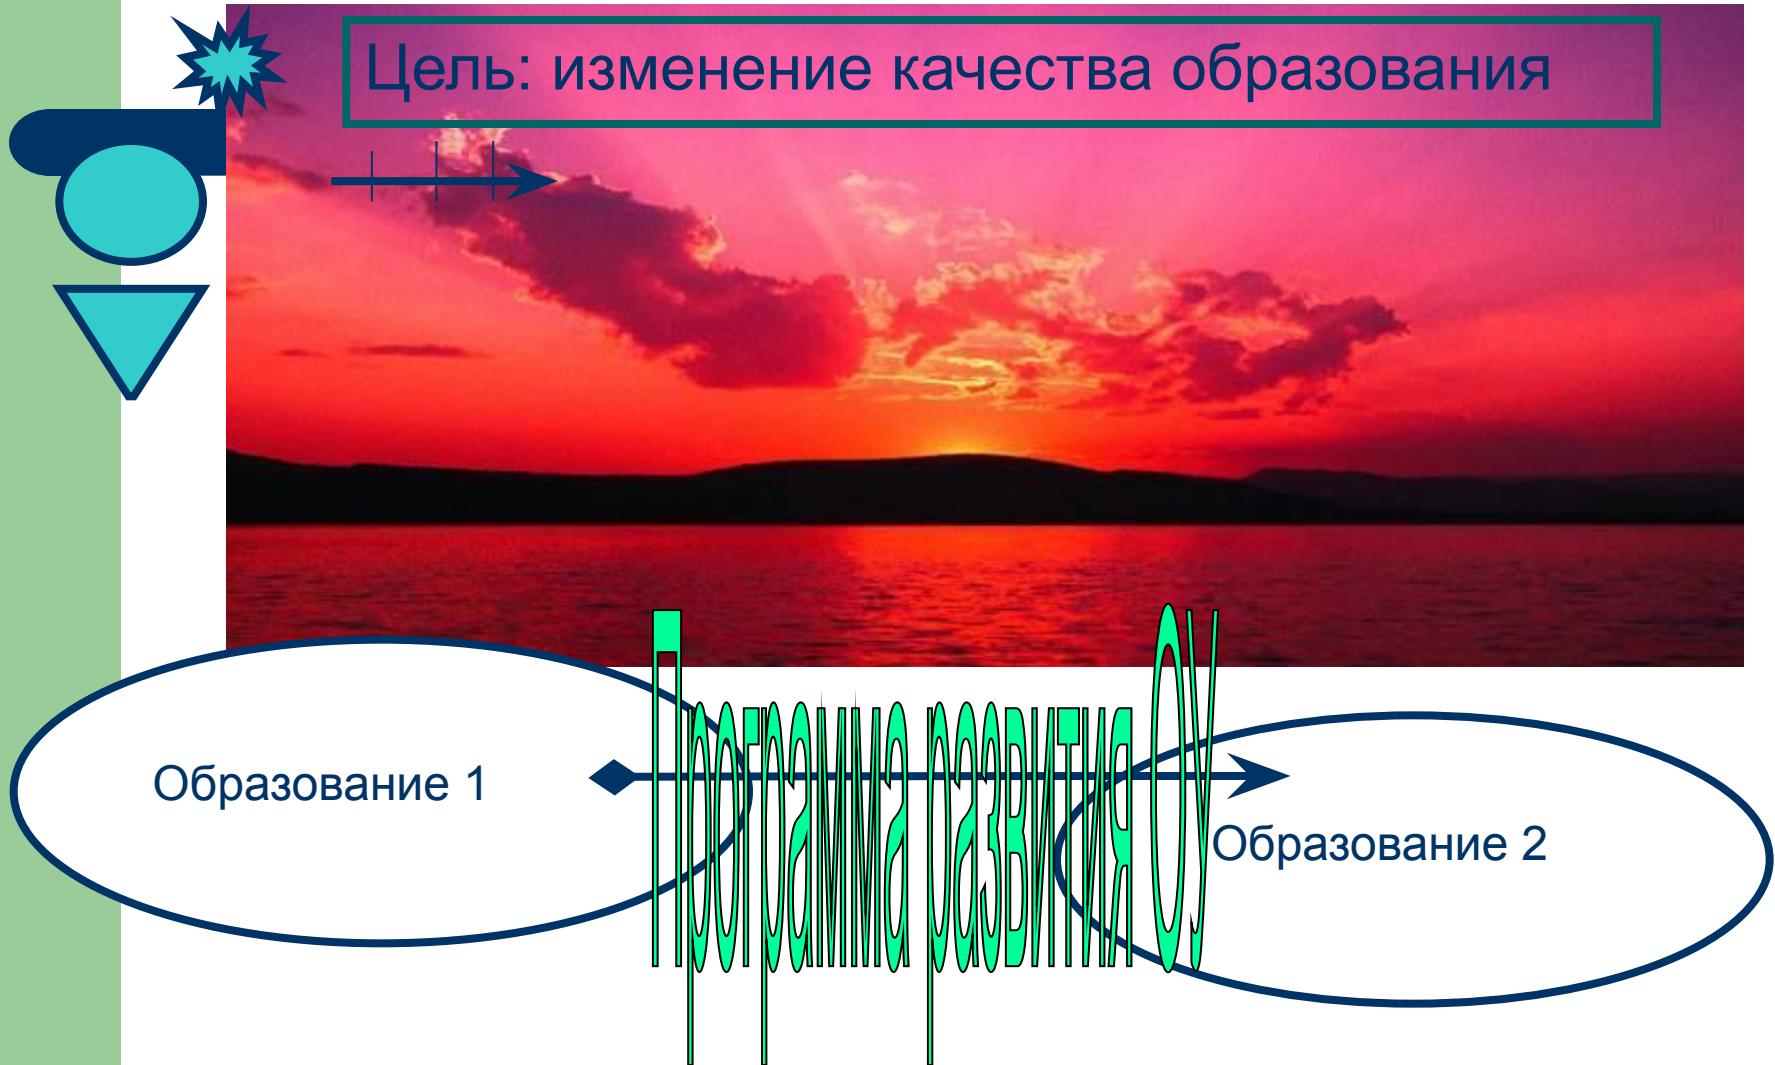 Цель: изменение качества образования
Программа развития ОУ
Образование 1
Образование 2